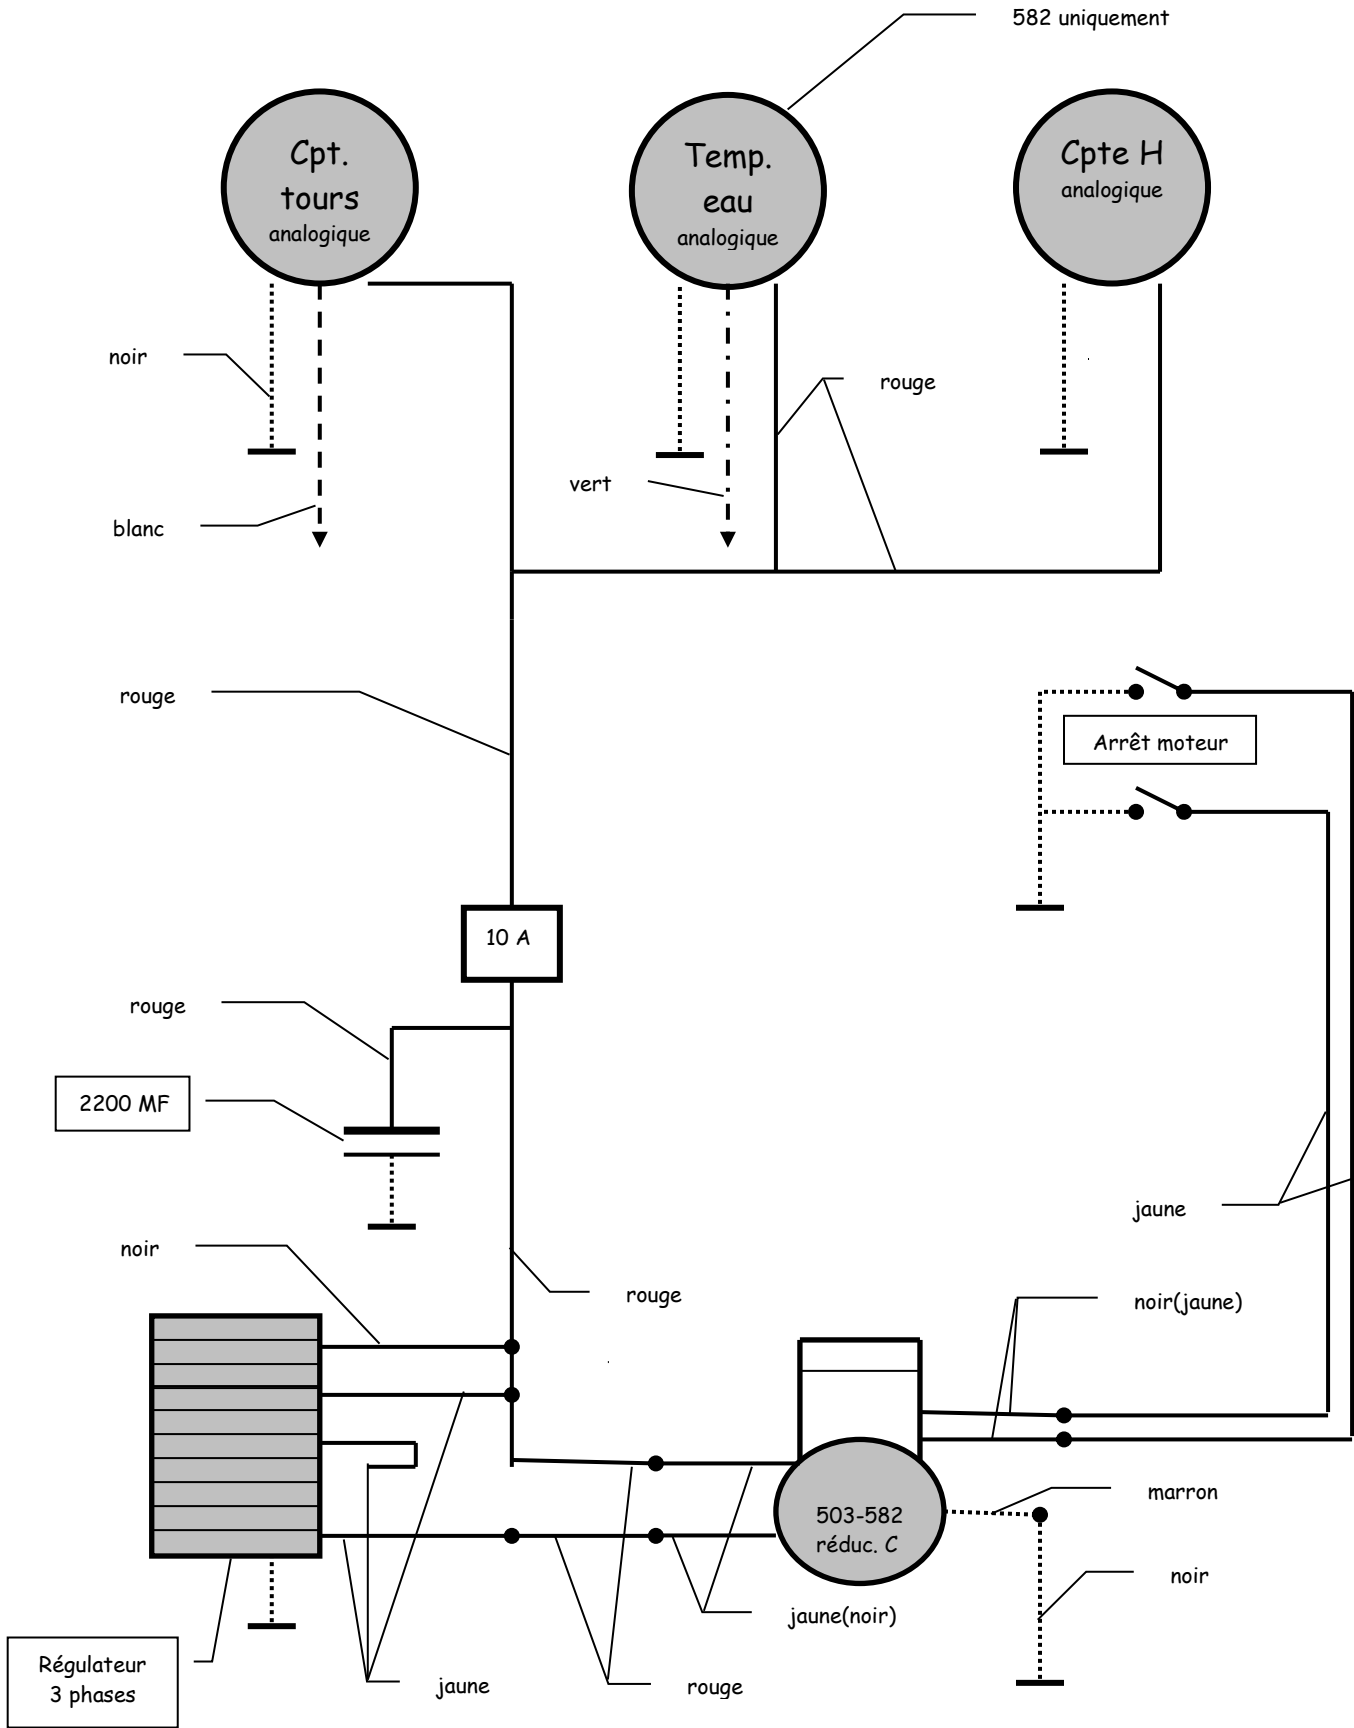 582 uniquement
Cpt.
tours
analogique
Temp.
eau
analogique
Cpte H
analogique
noir
rouge
vert
blanc
rouge
Arrêt moteur
10 A
rouge
2200 MF
jaune
noir
rouge
noir(jaune)
marron
503-582
réduc. C
noir
jaune(noir)
Régulateur
3 phases
jaune
rouge